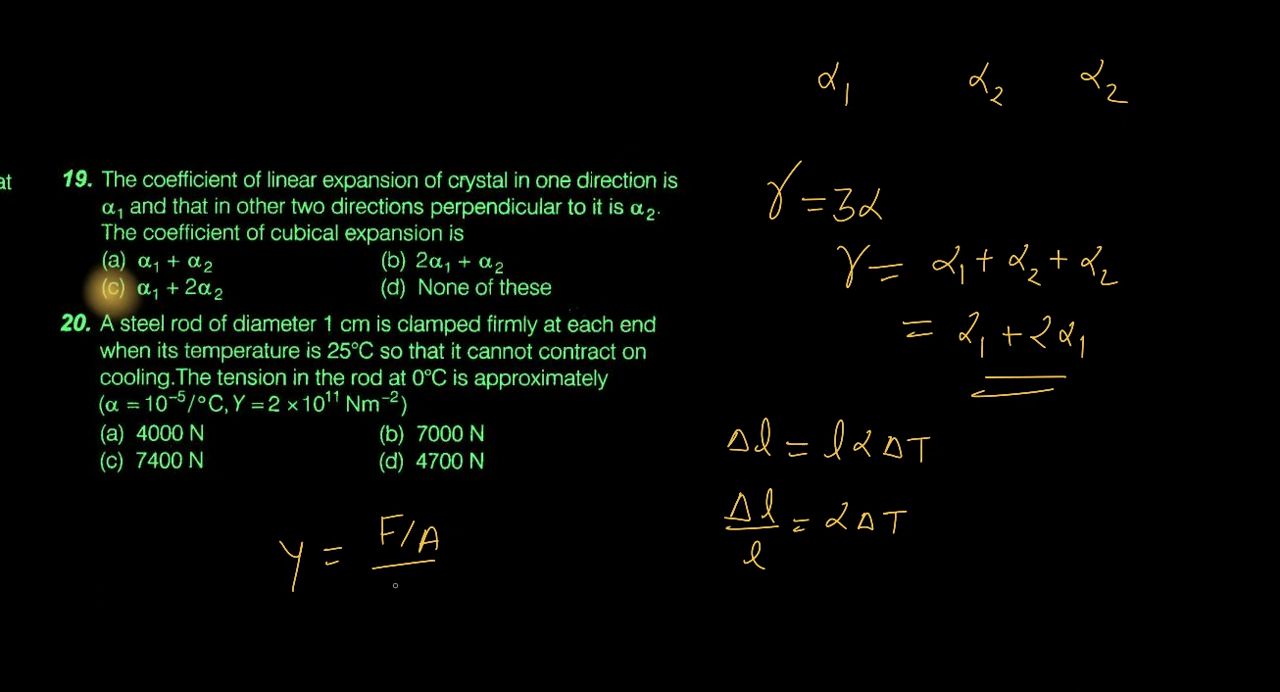 at
19. The coefficient of linear expansion of crystal in one direction is
α₁ and that in other two directions perpendicular to it is α₂.
The coefficient of cubical expansion is
(a) α₁ + α₂ (b) 2α₁ + α₂
(c) α₁ + 2α₂ (d) None of these
20. A steel rod of diameter 1 cm is clamped firmly at each end
when its temperature is 25°C so that it cannot contract on
cooling.The tension in the rod at 0°C is approximately
(α = 10⁻⁵/°C, Y = 2 × 10¹¹ Nm⁻²)
(a) 4000 N (b) 7000 N
(c) 7400 N (d) 4700 N
Y = F/A
α₁ α₂ α₂
γ = 3α
γ = α₁ + α₂ + α₂
= α₁ + 2α₁
Δl = lαΔT
Δl/l = αΔT